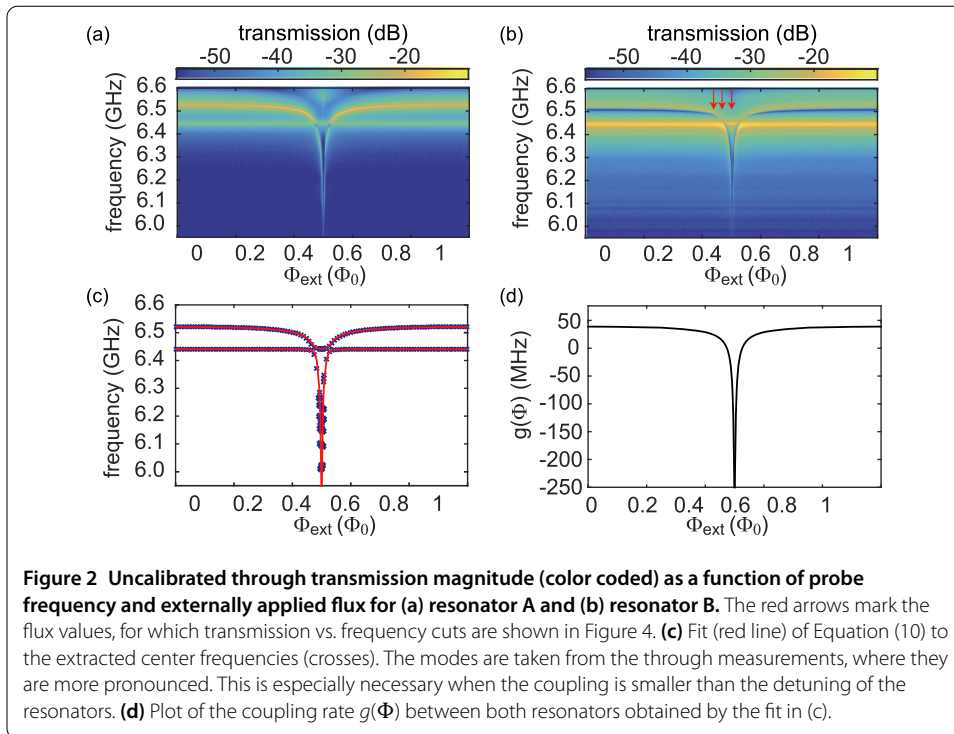 (a)
transmission (dB)
-50 -40 -30 -20
frequency (GHz)
6.6
6.5
6.4
6.3
6.2
6.1
6.0
0 0.2 0.4 0.6 0.8 1
Φext (Φ0)
(b)
transmission (dB)
-50 -40 -30 -20
frequency (GHz)
6.6
6.5
6.4
6.3
6.2
6.1
6.0
0 0.2 0.4 0.6 0.8 1
Φext (Φ0)
(c)
frequency (GHz)
6.6
6.5
6.4
6.3
6.2
6.1
6.0
0 0.2 0.4 0.6 0.8 1
Φext (Φ0)
(d)
g(Φ) (MHz)
50
0
-50
-100
-150
-200
-250
0 0.2 0.4 0.6 0.8 1
Φext (Φ0)
Figure 2 Uncalibrated through transmission magnitude (color coded) as a function of probe
frequency and externally applied flux for (a) resonator A and (b) resonator B. The red arrows mark the
flux values, for which transmission vs. frequency cuts are shown in Figure 4. (c) Fit (red line) of Equation (10) to
the extracted center frequencies (crosses). The modes are taken from the through measurements, where they
are more pronounced. This is especially necessary when the coupling is smaller than the detuning of the
resonators. (d) Plot of the coupling rate g(Φ) between both resonators obtained by the fit in (c).